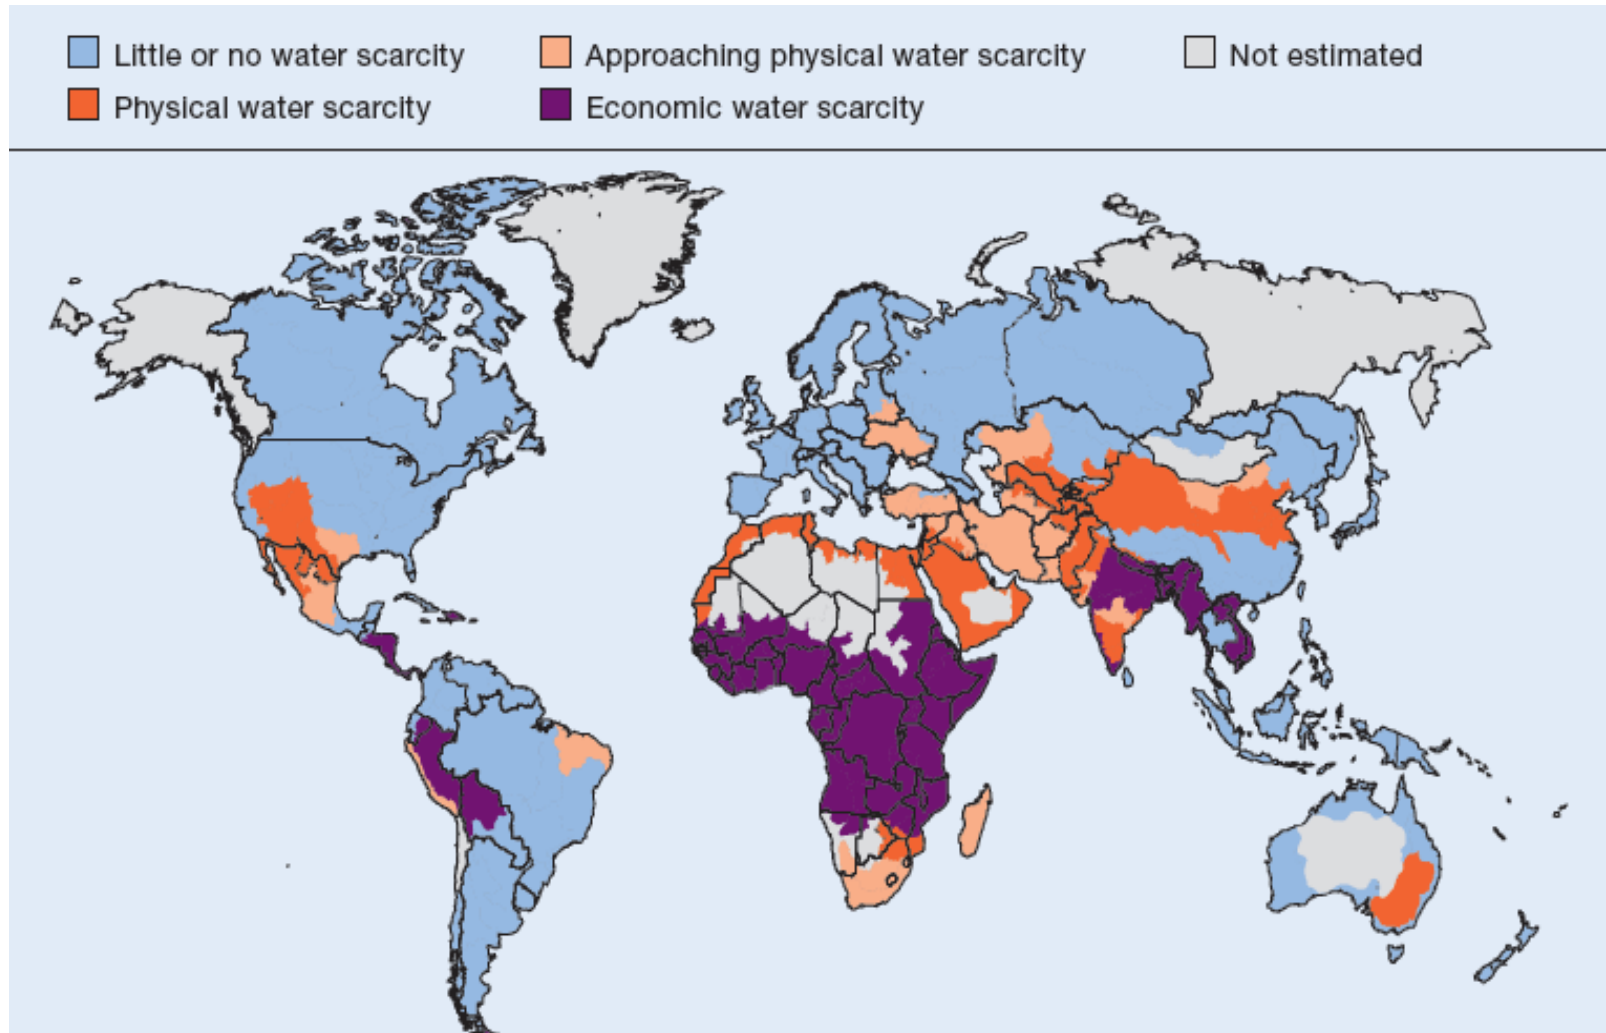 Little or no water scarcity
Approaching physical water scarcity
Not estimated
Physical water scarcity
Economic water scarcity